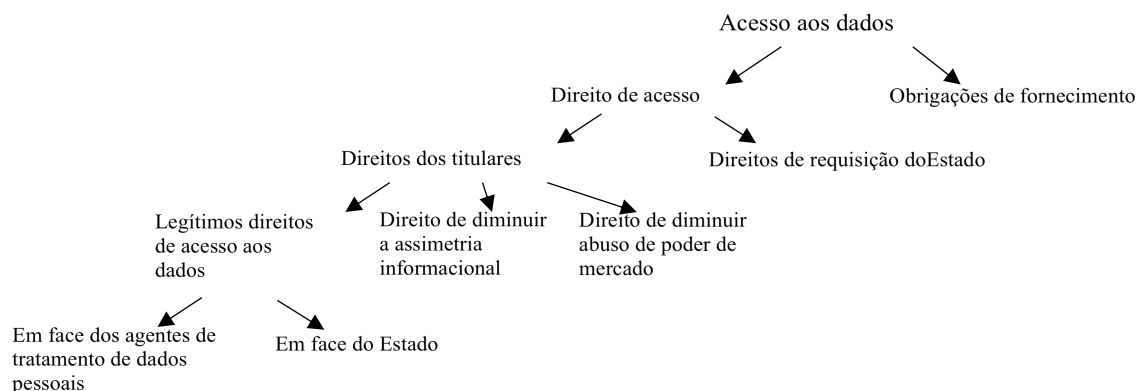 Acesso aos dados
Direito de acesso
Obrigações de fornecimento
Direitos dos titulares
Direitos de requisição doEstado
Legítimos direitos
de acesso aos
dados
Direito de diminuir
a assimetria
informacional
Direito de diminuir
abuso de poder de
mercado
Em face dos agentes de
tratamento de dados
pessoais
Em face do Estado